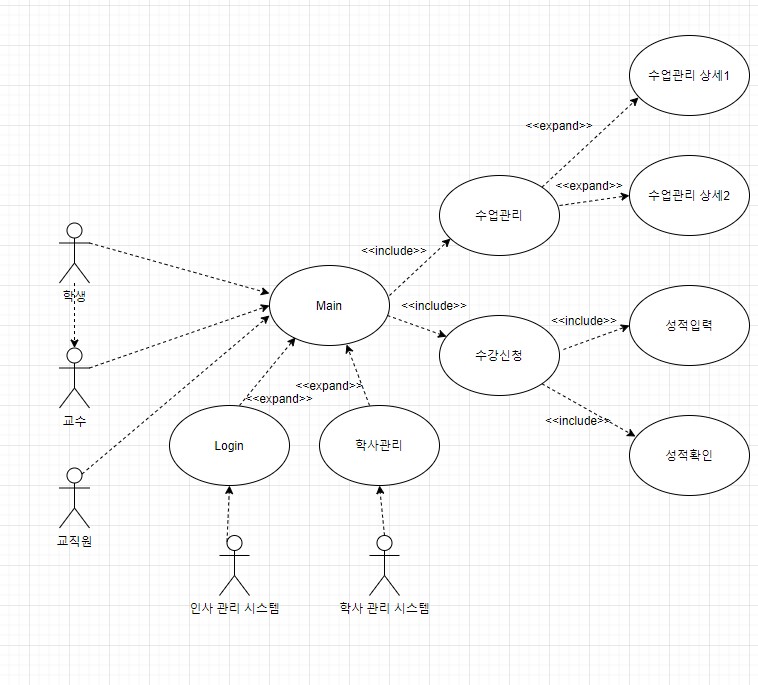 수업관리 상세1
<<expand>>
<<expand>>
수업관리 상세2
수업관리
<<include>>
학생
Main
<<include>>
<<include>>
성적입력
수강신청
<<expand>>
<<expand>>
교수
<<include>>
Login
학사관리
성적확인
교직원
인사 관리 시스템
학사 관리 시스템